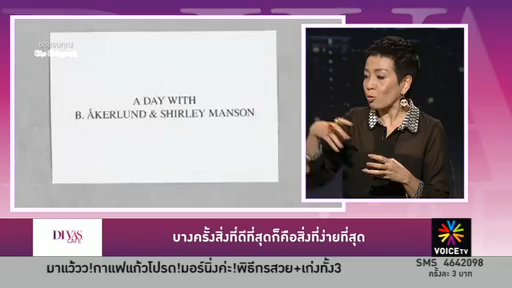 A DAY WITH
B. ÅKERLUND & SHIRLEY MANSON
DIVAS
CAFE
บางครั้งสิ่งที่ดีที่สุดก็คือสิ่งที่ง่ายที่สุด
VOICE TV
มาแว้วว!กาแฟแก้วโปรด!มอร์นิ่งค่ะ!พิธีกรสวย+เก่งทั้ง3
SMS 4642098
ครั้งละ 3 บาท